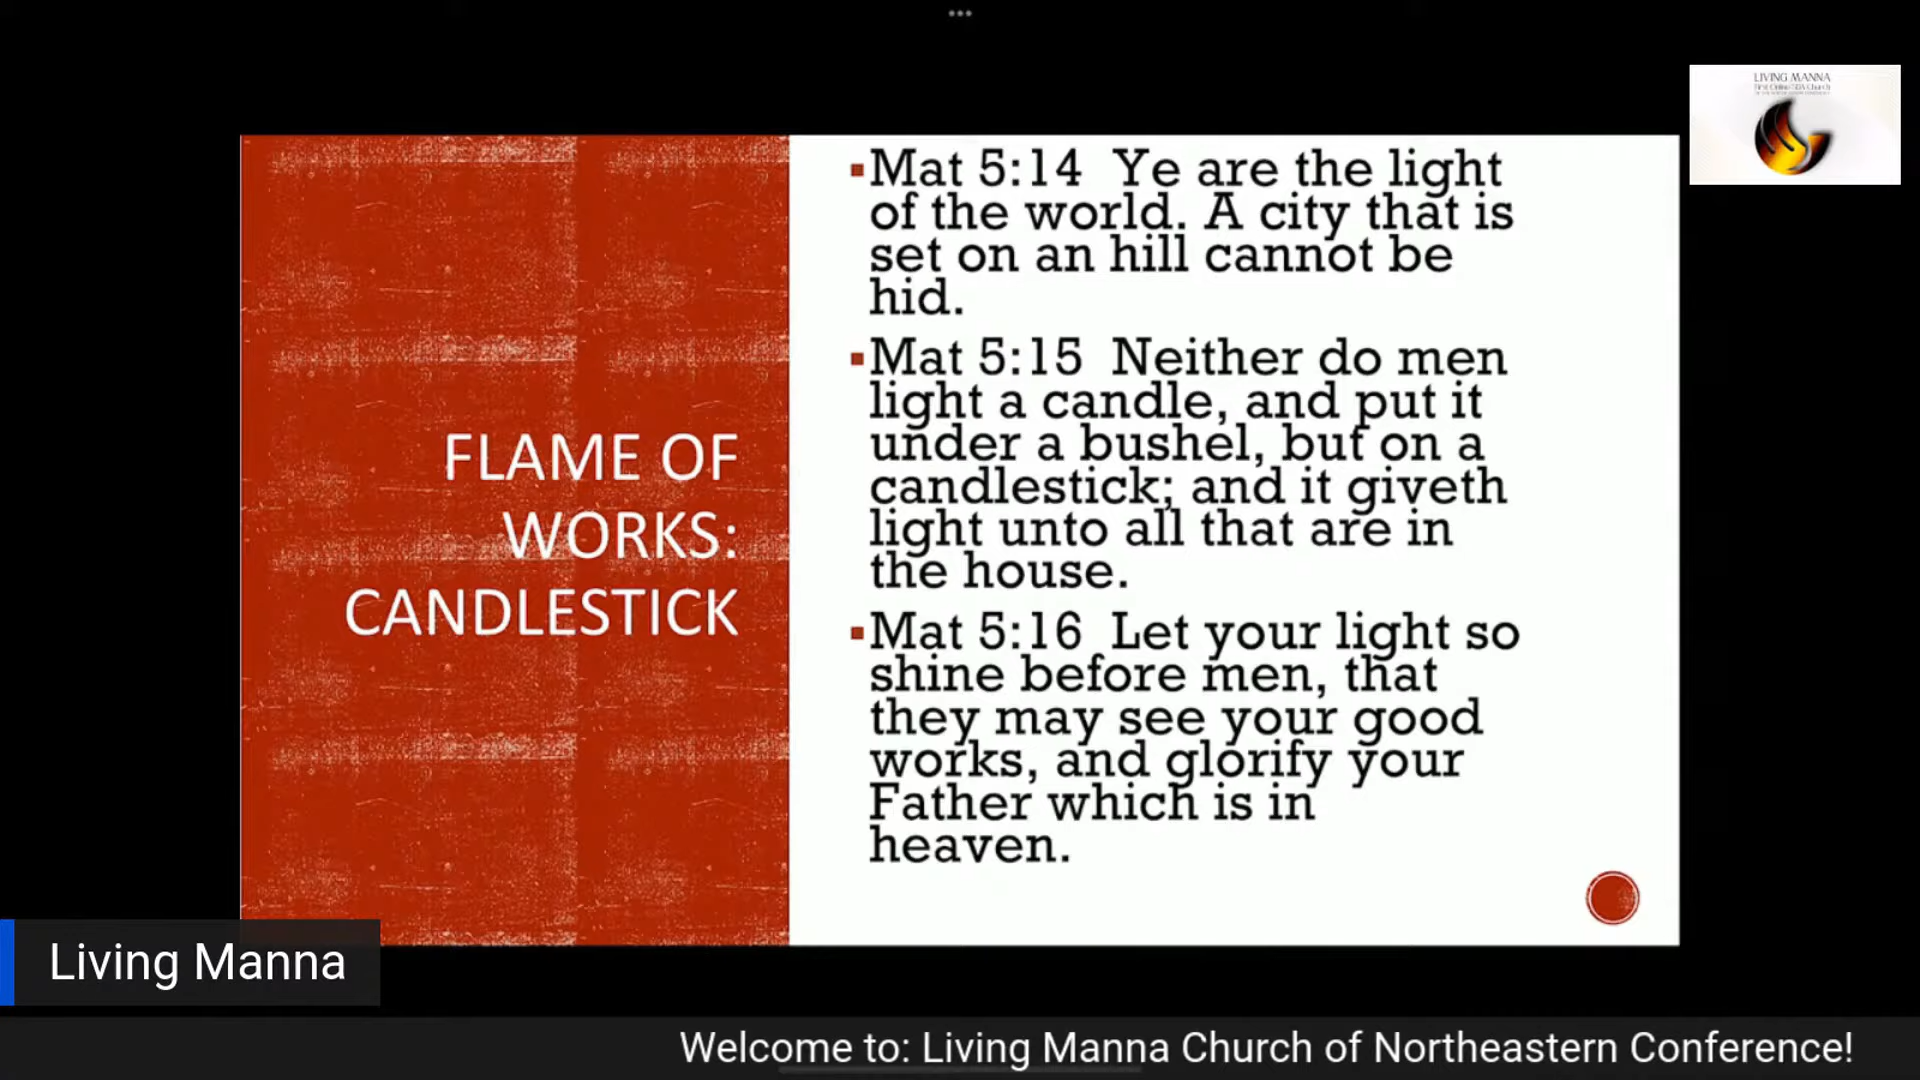 LIVING MANNA
First Online SDA Church
FLAME OF
WORKS:
CANDLESTICK
▪Mat 5:14  Ye are the light
of the world. A city that is
set on an hill cannot be
hid.
▪Mat 5:15  Neither do men
light a candle, and put it
under a bushel, but on a
candlestick; and it giveth
light unto all that are in
the house.
▪Mat 5:16  Let your light so
shine before men, that
they may see your good
works, and glorify your
Father which is in
heaven.
Living Manna
Welcome to: Living Manna Church of Northeastern Conference!